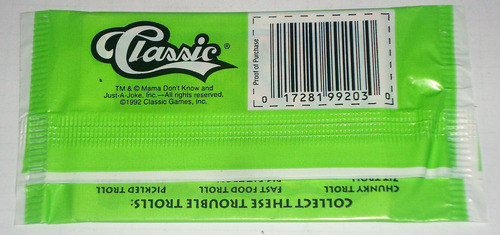 Classic®
TM & © Mama Don't Know and
Just-A-Joke, Inc.—All rights reserved.
©1992 Classic Games, Inc.
Proof of Purchase
0 17281 99203 0
COLLECT THESE TROUBLE TROLLS:
CHUNKY TROLL FAST FOOD TROLL PICKLED TROLL